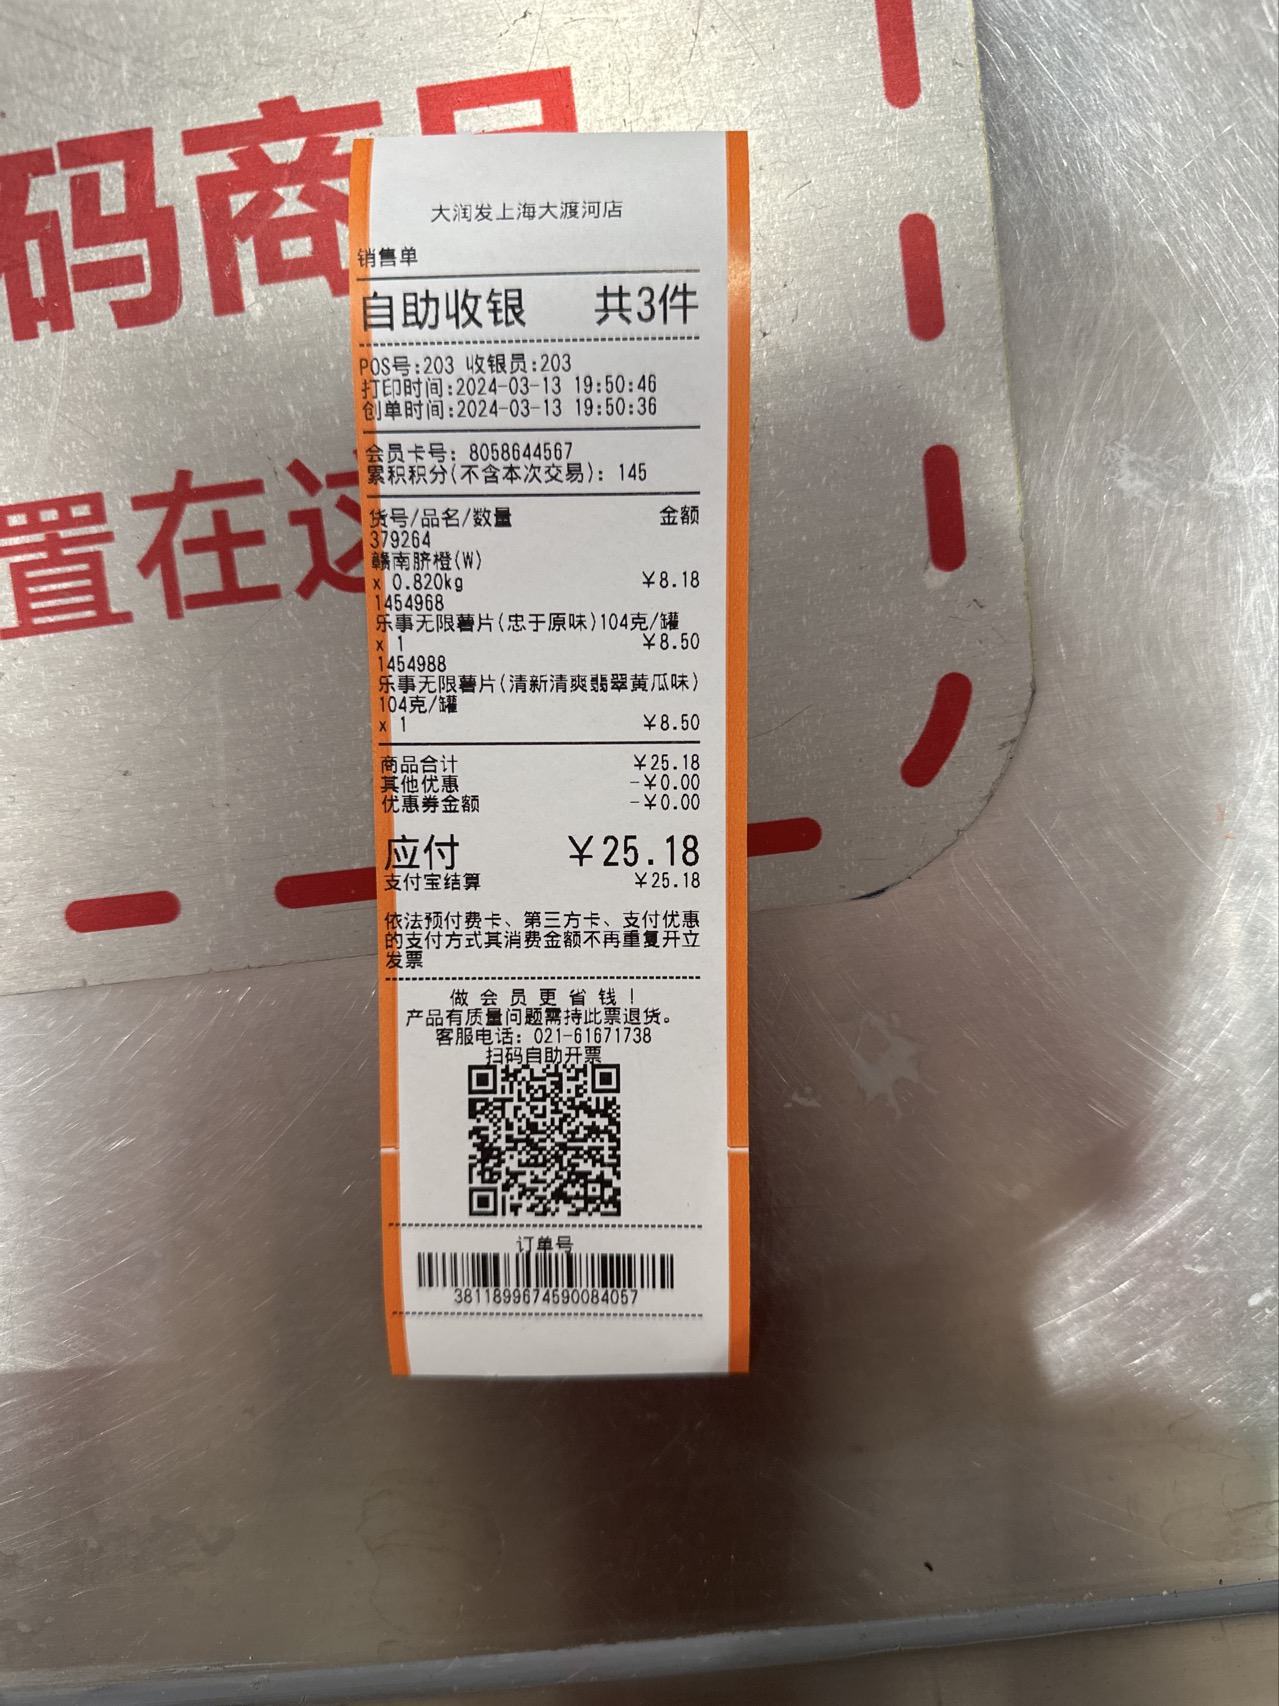 码商品
置在这
大润发上海大渡河店
销售单
自助收银 共3件
POS号:203 收银员:203
打印时间:2024-03-13 19:50:46
创单时间:2024-03-13 19:50:36
会员卡号: 8058644567
累积积分(不含本次交易): 145
货号/品名/数量 金额
379264
赣南脐橙(W)
x 0.820kg ¥8.18
1454968
乐事无限薯片(忠于原味)104克/罐
x 1 ¥8.50
1454988
乐事无限薯片(清新清爽翡翠黄瓜味)
104克/罐
x 1 ¥8.50
商品合计 ¥25.18
其他优惠 -¥0.00
优惠券金额 -¥0.00
应付 ¥25.18
支付宝结算 ¥25.18
依法预付费卡、第三方卡、支付优惠
的支付方式其消费金额不再重复开立
发票
做会员更省钱!
产品有质量问题需持此票退货。
客服电话: 021-61671738
扫码自助开票
订单号
3811899674590084057